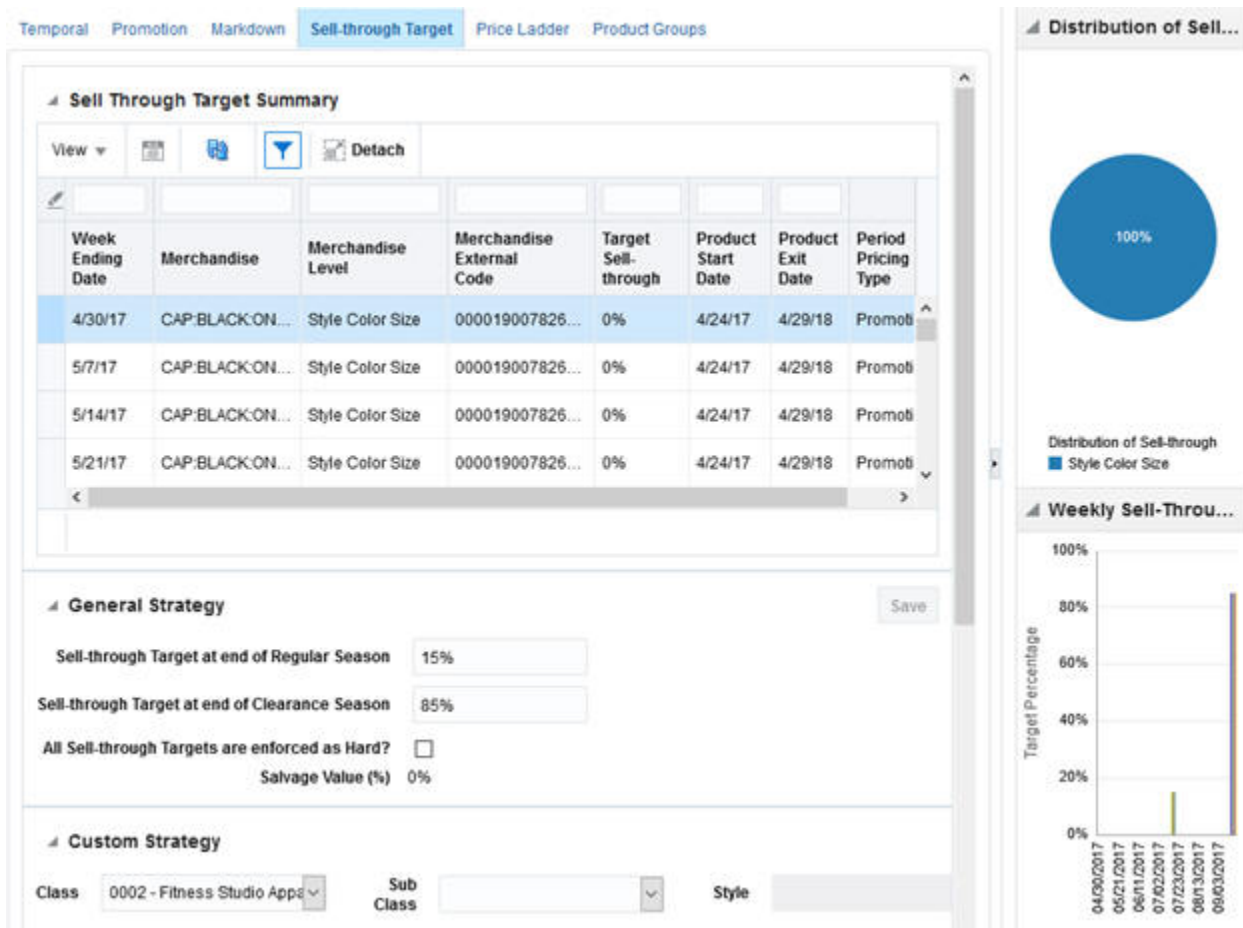 Temporal Promotion Markdown Sell-through Target Price Ladder Product Groups
Sell Through Target Summary
View Detach
Week Ending Date Merchandise Merchandise Level Merchandise External Code Target Sell-through Product Start Date Product Exit Date Period Pricing Type
4/30/17 CAP:BLACK:ON... Style Color Size 000019007826... 0% 4/24/17 4/29/18 Promoti
5/7/17 CAP:BLACK:ON... Style Color Size 000019007826... 0% 4/24/17 4/29/18 Promoti
5/14/17 CAP:BLACK:ON... Style Color Size 000019007826... 0% 4/24/17 4/29/18 Promoti
5/21/17 CAP:BLACK:ON... Style Color Size 000019007826... 0% 4/24/17 4/29/18 Promoti
General Strategy Save
Sell-through Target at end of Regular Season 15%
Sell-through Target at end of Clearance Season 85%
All Sell-through Targets are enforced as Hard?
Salvage Value (%) 0%
Custom Strategy
Class 0002 - Fitness Studio Appa Sub Class Style
Distribution of Sell...
100%
Distribution of Sell-through
Style Color Size
Weekly Sell-Throu...
Target Percentage
100%
80%
60%
40%
20%
0%
04/30/2017
05/21/2017
06/11/2017
07/02/2017
07/23/2017
08/13/2017
09/03/2017